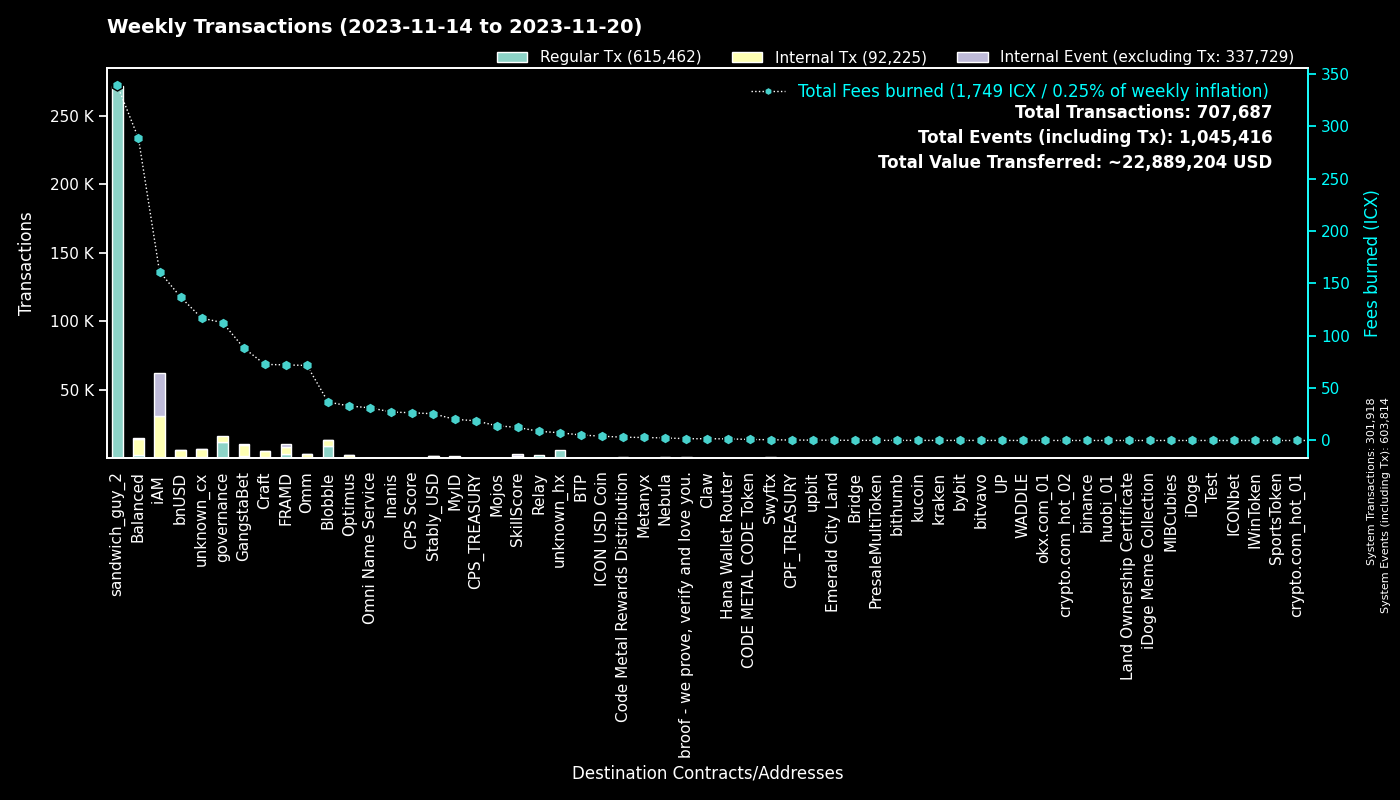 Weekly Transactions (2023-11-14 to 2023-11-20)
Regular Tx (615,462)
Internal Tx (92,225)
Internal Event (excluding Tx: 337,729)
Total Fees burned (1,749 ICX / 0.25% of weekly inflation)
Total Transactions: 707,687
Total Events (including Tx): 1,045,416
Total Value Transferred: ~22,889,204 USD
Transactions
250 K
200 K
150 K
100 K
50 K
350
300
250
200
150
100
50
0
Fees burned (ICX)
System Transactions: 301,918
System Events (including Tx): 603,814
sandwich_guy_2
Balanced
iAM
bnUSD
unknown_cx
governance
GangstaBet
Craft
FRAMD
Omm
Blobble
Optimus
Omni Name Service
Inanis
CPS Score
Stably_USD
MyID
CPS_TREASURY
Mojos
SkillScore
Relay
unknown_hx
BTP
ICON USD Coin
Code Metal Rewards Distribution
Metanyx
Nebula
broof - we prove, verify and love you.
Claw
Hana Wallet Router
CODE METAL CODE Token
Swyftx
CPF_TREASURY
upbit
Emerald City Land
Bridge
PresaleMultiToken
bithumb
kucoin
kraken
bybit
bitvavo
UP
WADDLE
okx.com_01
crypto.com_hot_02
binance
huobi_01
Land Ownership Certificate
iDoge Meme Collection
MIBCubies
iDoge
Test
ICONbet
IWinToken
SportsToken
crypto.com_hot_01
Destination Contracts/Addresses